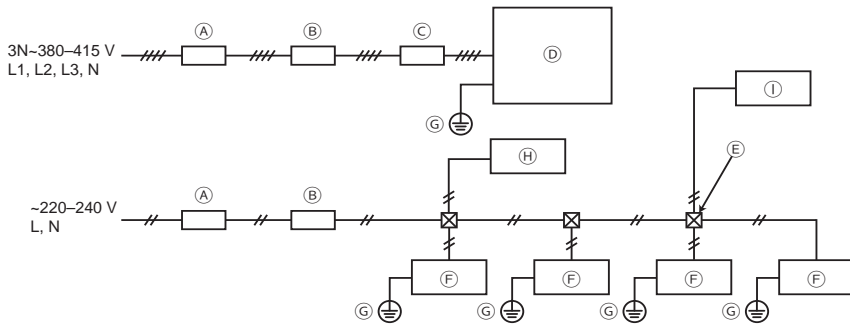 Ⓐ Ⓑ Ⓒ
3N~380–415 V
L1, L2, L3, N
Ⓓ
Ⓘ
Ⓖ
Ⓗ
Ⓔ
~220–240 V
L, N
Ⓐ Ⓑ
Ⓕ Ⓕ Ⓕ Ⓕ
Ⓖ Ⓖ Ⓖ Ⓖ